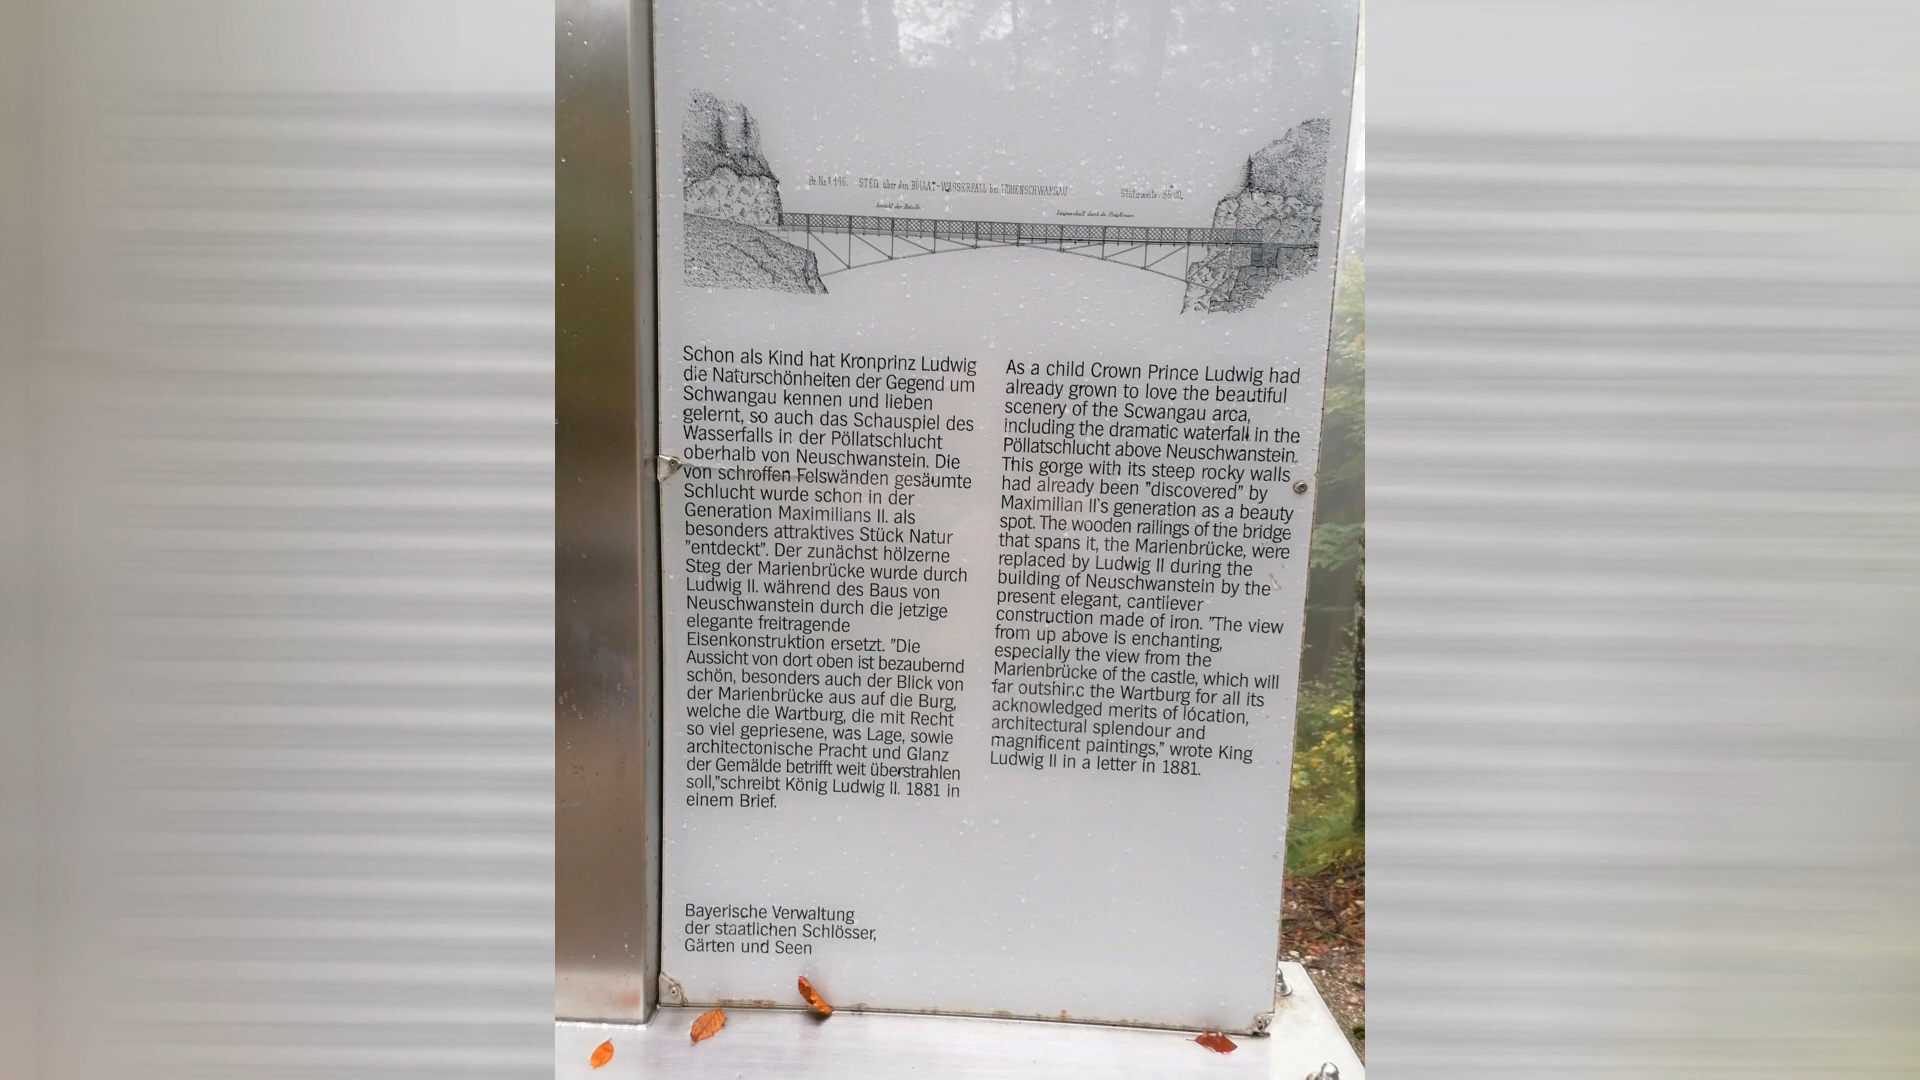 STEG über den PÖLLAT-WASSERFALL bei HOHENSCHWANGAU
Ansicht der Brücke.
Schon als Kind hat Kronprinz Ludwig
die Naturschönheiten der Gegend um
Schwangau kennen und lieben
gelernt, so auch das Schauspiel des
Wasserfalls in der Pöllatschlucht
oberhalb von Neuschwanstein. Die
von schroffen Felswänden gesäumte
Schlucht wurde schon in der
Generation Maximilians II. als
besonders attraktives Stück Natur
"entdeckt". Der zunächst hölzerne
Steg der Marienbrücke wurde durch
Ludwig II. während des Baus von
Neuschwanstein durch die jetzige
elegante freitragende
Eisenkonstruktion ersetzt. "Die
Aussicht von dort oben ist bezaubernd
schön, besonders auch der Blick von
der Marienbrücke aus auf die Burg,
welche die Wartburg, die mit Recht
so viel gepriesene, was Lage, sowie
architectonische Pracht und Glanz
der Gemälde betrifft weit überstrahlen
soll,"schreibt König Ludwig II. 1881 in
einem Brief.
As a child Crown Prince Ludwig had
already grown to love the beautiful
scenery of the Scwangau area,
including the dramatic waterfall in the
Pöllatschlucht above Neuschwanstein.
This gorge with its steep rocky walls
had already been "discovered" by
Maximilian II`s generation as a beauty
spot. The wooden railings of the bridge
that spans it, the Marienbrücke, were
replaced by Ludwig II during the
building of Neuschwanstein by the
present elegant, cantilever
construction made of iron. "The view
from up above is enchanting,
especially the view from the
Marienbrücke of the castle, which will
far outshine the Wartburg for all its
acknowledged merits of location,
architectural splendour and
magnificent paintings," wrote King
Ludwig II in a letter in 1881.
Bayerische Verwaltung
der staatlichen Schlösser,
Gärten und Seen